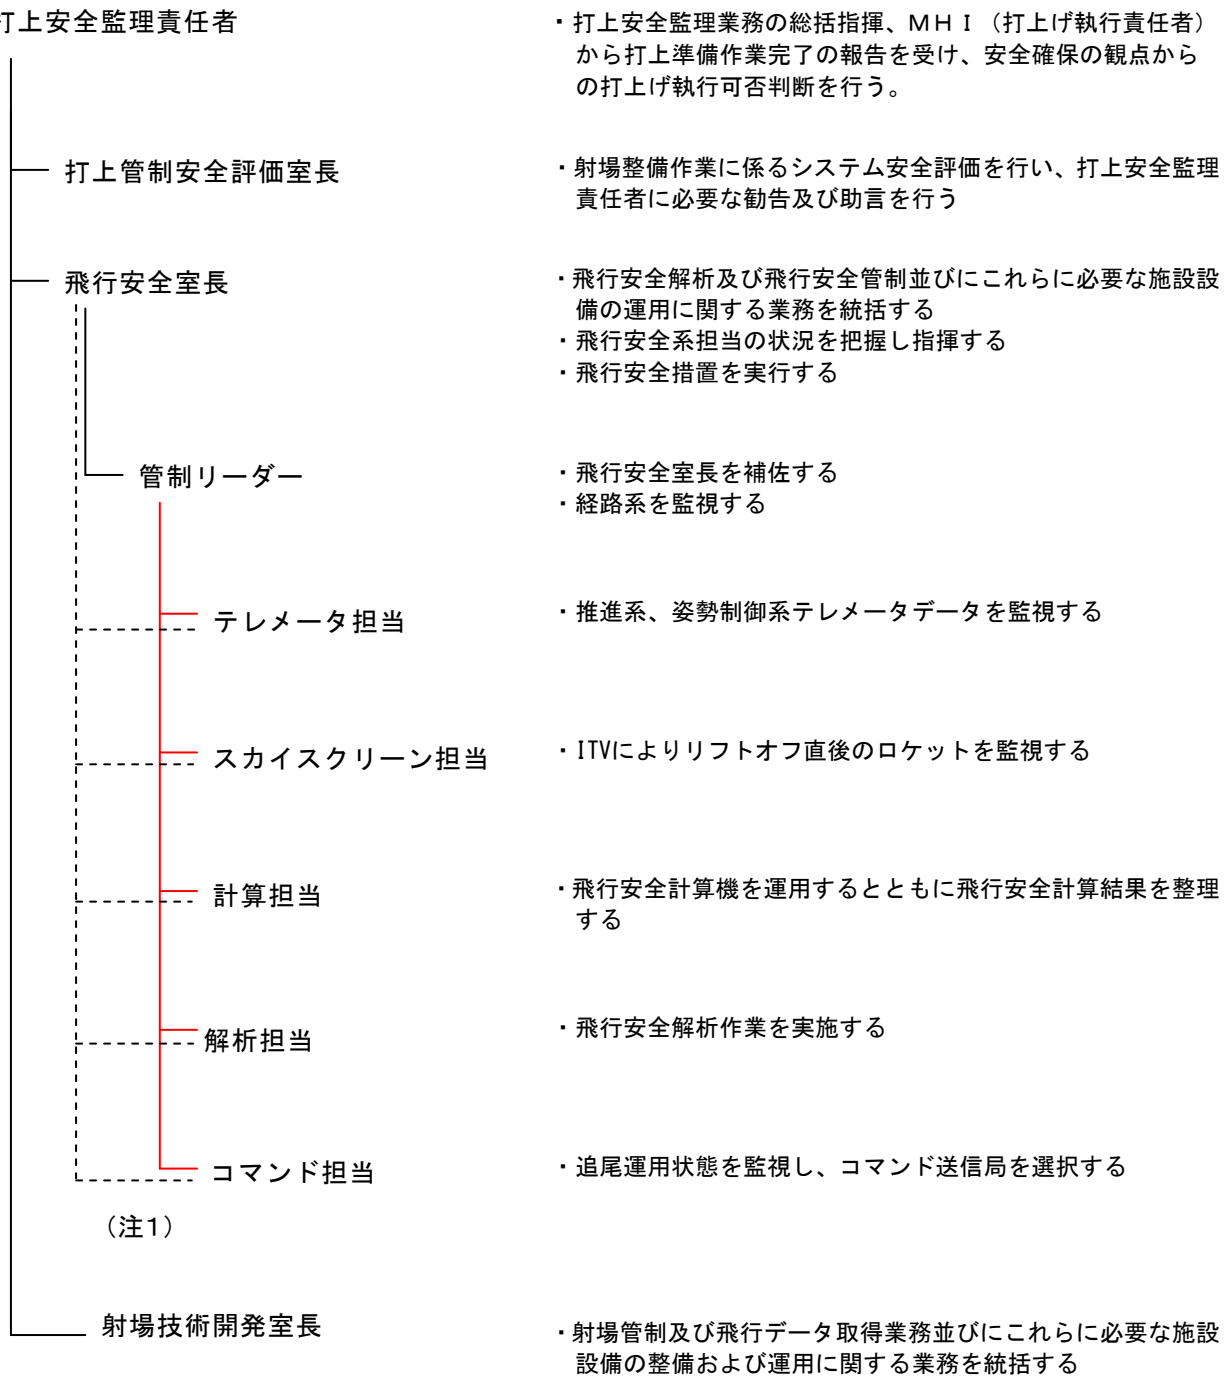 打上安全監理責任者
・打上安全監理業務の総括指揮、ＭＨＩ（打上げ執行責任者）
から打上準備作業完了の報告を受け、安全確保の観点から
の打上げ執行可否判断を行う。
打上管制安全評価室長
・射場整備作業に係るシステム安全評価を行い、打上安全監理
責任者に必要な勧告及び助言を行う
飛行安全室長
・飛行安全解析及び飛行安全管制並びにこれらに必要な施設設
備の運用に関する業務を統括する
・飛行安全系担当の状況を把握し指揮する
・飛行安全措置を実行する
管制リーダー
・飛行安全室長を補佐する
・経路系を監視する
テレメータ担当
・推進系、姿勢制御系テレメータデータを監視する
スカイスクリーン担当
・ITVによりリフトオフ直後のロケットを監視する
計算担当
・飛行安全計算機を運用するとともに飛行安全計算結果を整理
する
解析担当
・飛行安全解析作業を実施する
コマンド担当
・追尾運用状態を監視し、コマンド送信局を選択する
（注1）
射場技術開発室長
・射場管制及び飛行データ取得業務並びにこれらに必要な施設
設備の整備および運用に関する業務を統括する